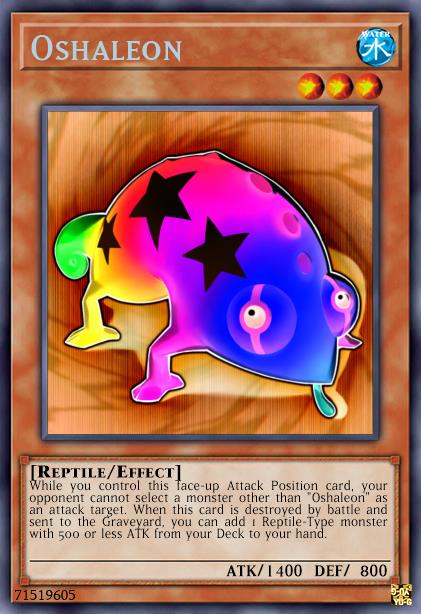 Oshaleon
WATER
水
[Reptile/Effect]
While you control this face-up Attack Position card, your
opponent cannot select a monster other than "Oshaleon" as
an attack target. When this card is destroyed by battle and
sent to the Graveyard, you can add 1 Reptile-Type monster
with 500 or less ATK from your Deck to your hand.
ATK/1400 DEF/ 800
71519605